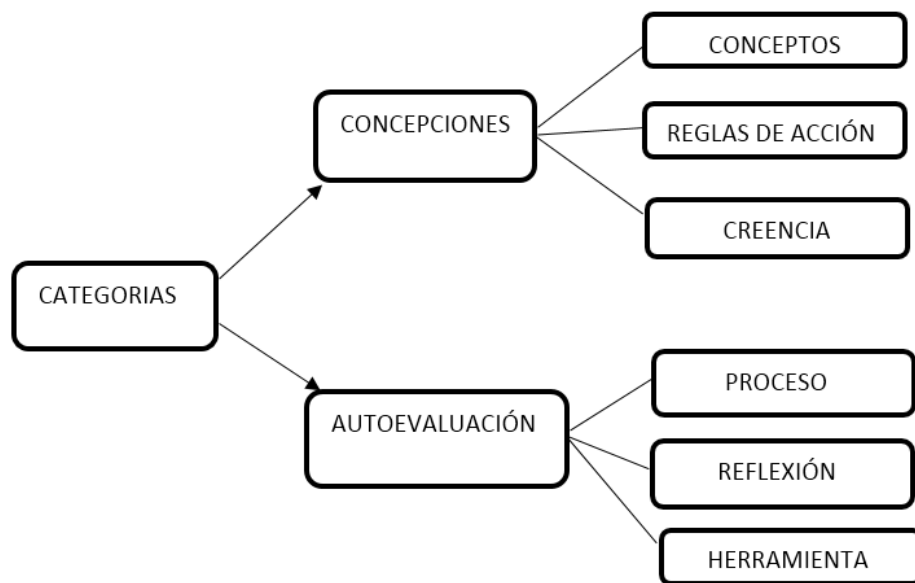 CATEGORIAS
CONCEPCIONES
CONCEPTOS
REGLAS DE ACCIÓN
CREENCIA
AUTOEVALUACIÓN
PROCESO
REFLEXIÓN
HERRAMIENTA